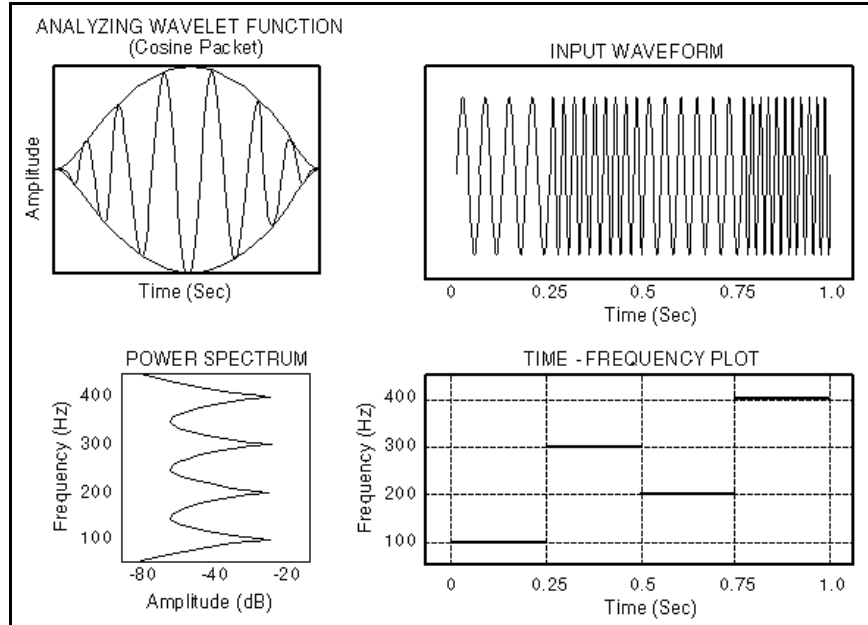 ANALYZING WAVELET FUNCTION
(Cosine Packet)
Amplitude
Time (Sec)
INPUT WAVEFORM
0 0.25 0.5 0.75 1.0
Time (Sec)
POWER SPECTRUM
Frequency (Hz)
400
300
200
100
-80 -40 -20
Amplitude (dB)
TIME - FREQUENCY PLOT
Frequency (Hz)
400
300
200
100
0 0.25 0.5 0.75 1.0
Time (Sec)